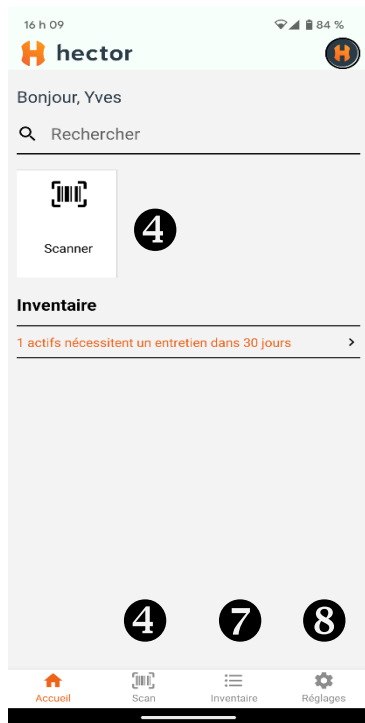 16 h 09 84 %
hector
Bonjour, Yves
Rechercher
Scanner
4
Inventaire
1 actifs nécessitent un entretien dans 30 jours
4 7 8
Accueil Scan Inventaire Réglages